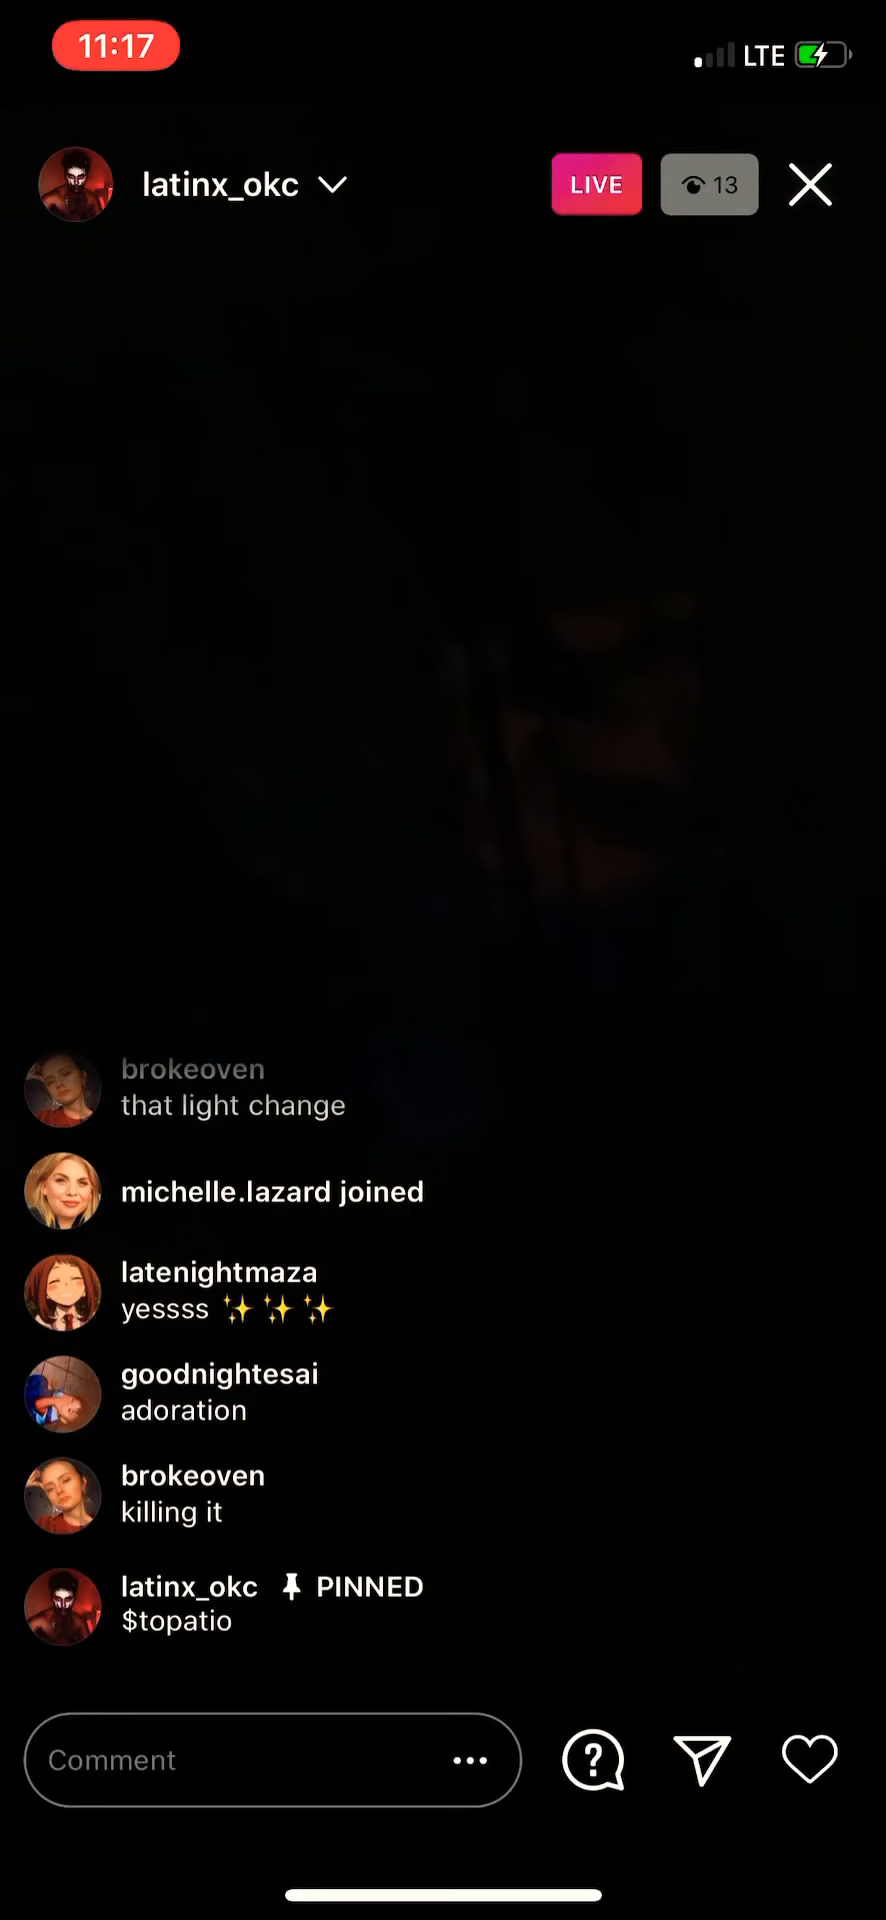 11:17
LTE
latinx_okc
LIVE
13
brokeoven
that light change
michelle.lazard joined
latenightmaza
yessss ✨ ✨ ✨
goodnightesai
adoration
brokeoven
killing it
latinx_okc PINNED
$topatio
Comment